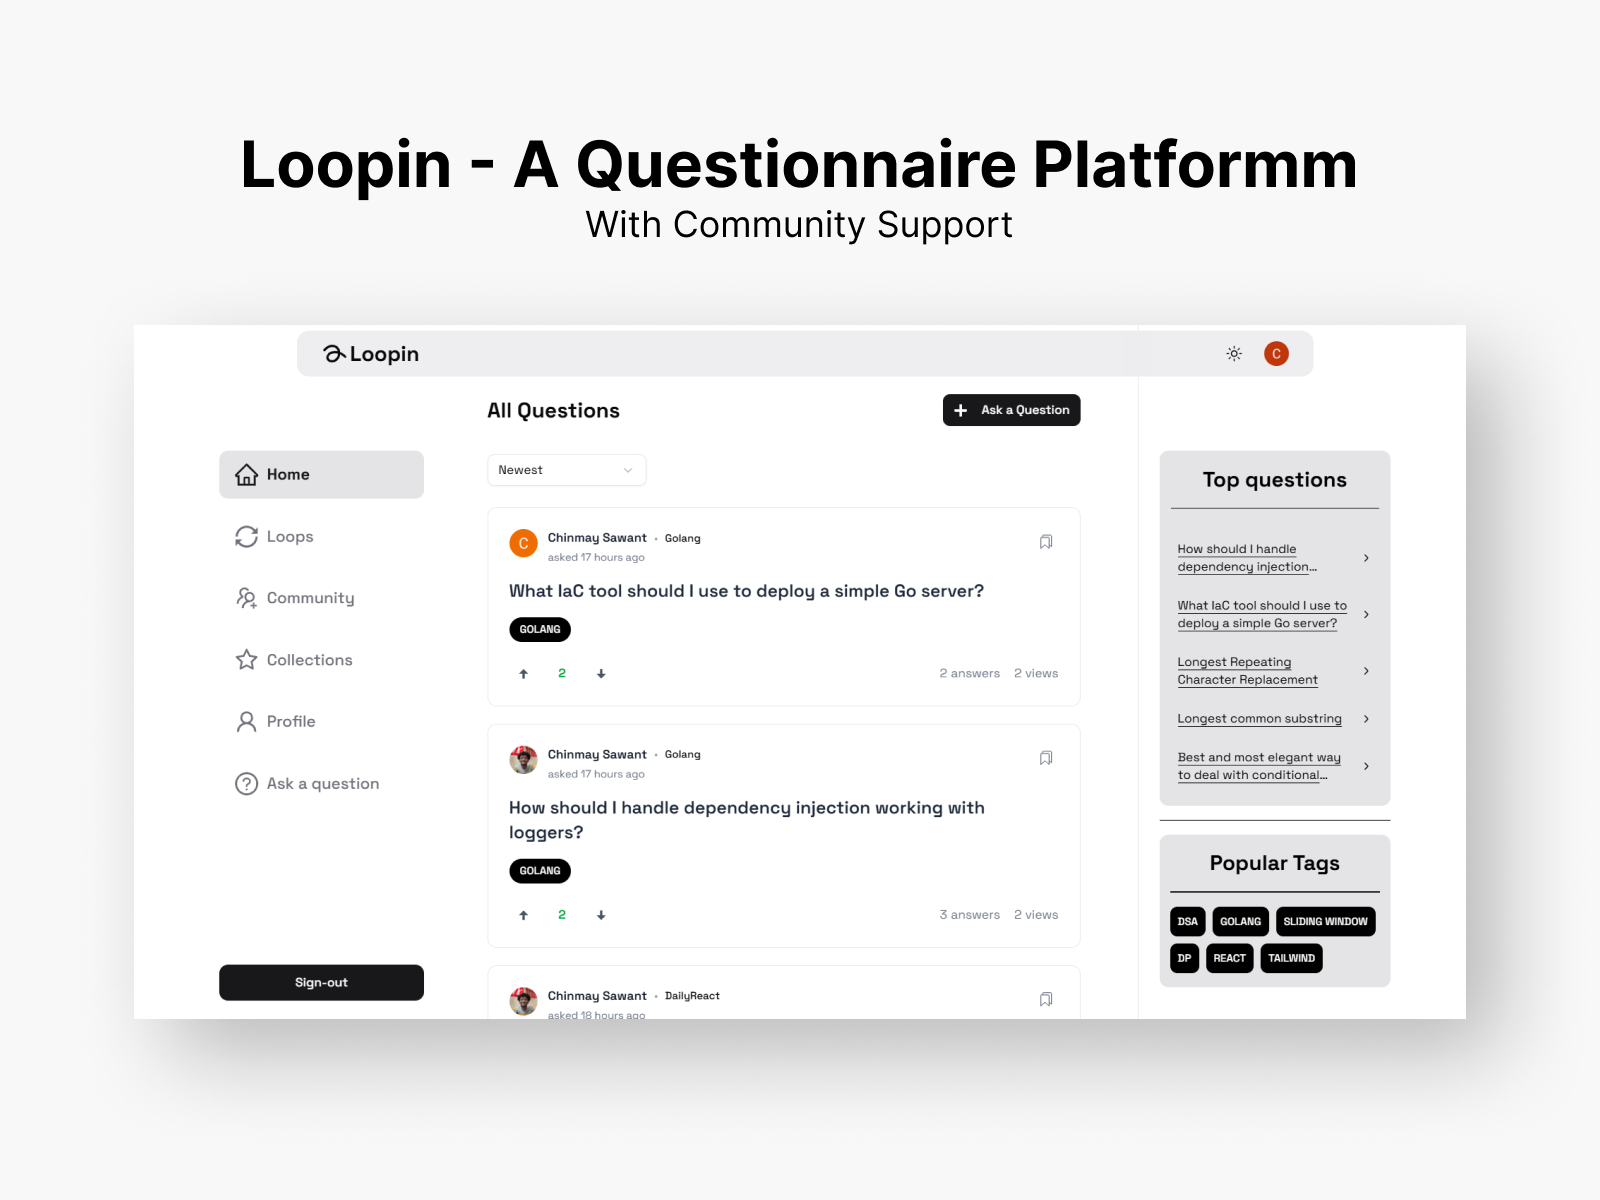 Loopin - A Questionnaire Platformm
With Community Support
Loopin
C
All Questions
Ask a Question
Home
Loops
Community
Collections
Profile
Ask a question
Sign-out
Newest
C
Chinmay Sawant • Golang
asked 17 hours ago
What IaC tool should I use to deploy a simple Go server?
GOLANG
2
2 answers 2 views
Chinmay Sawant • Golang
asked 17 hours ago
How should I handle dependency injection working with
loggers?
GOLANG
2
3 answers 2 views
Chinmay Sawant • DailyReact
asked 18 hours ago
Top questions
How should I handle
dependency injection...
What IaC tool should I use to
deploy a simple Go server?
Longest Repeating
Character Replacement
Longest common substring
Best and most elegant way
to deal with conditional...
Popular Tags
DSA GOLANG SLIDING WINDOW
DP REACT TAILWIND